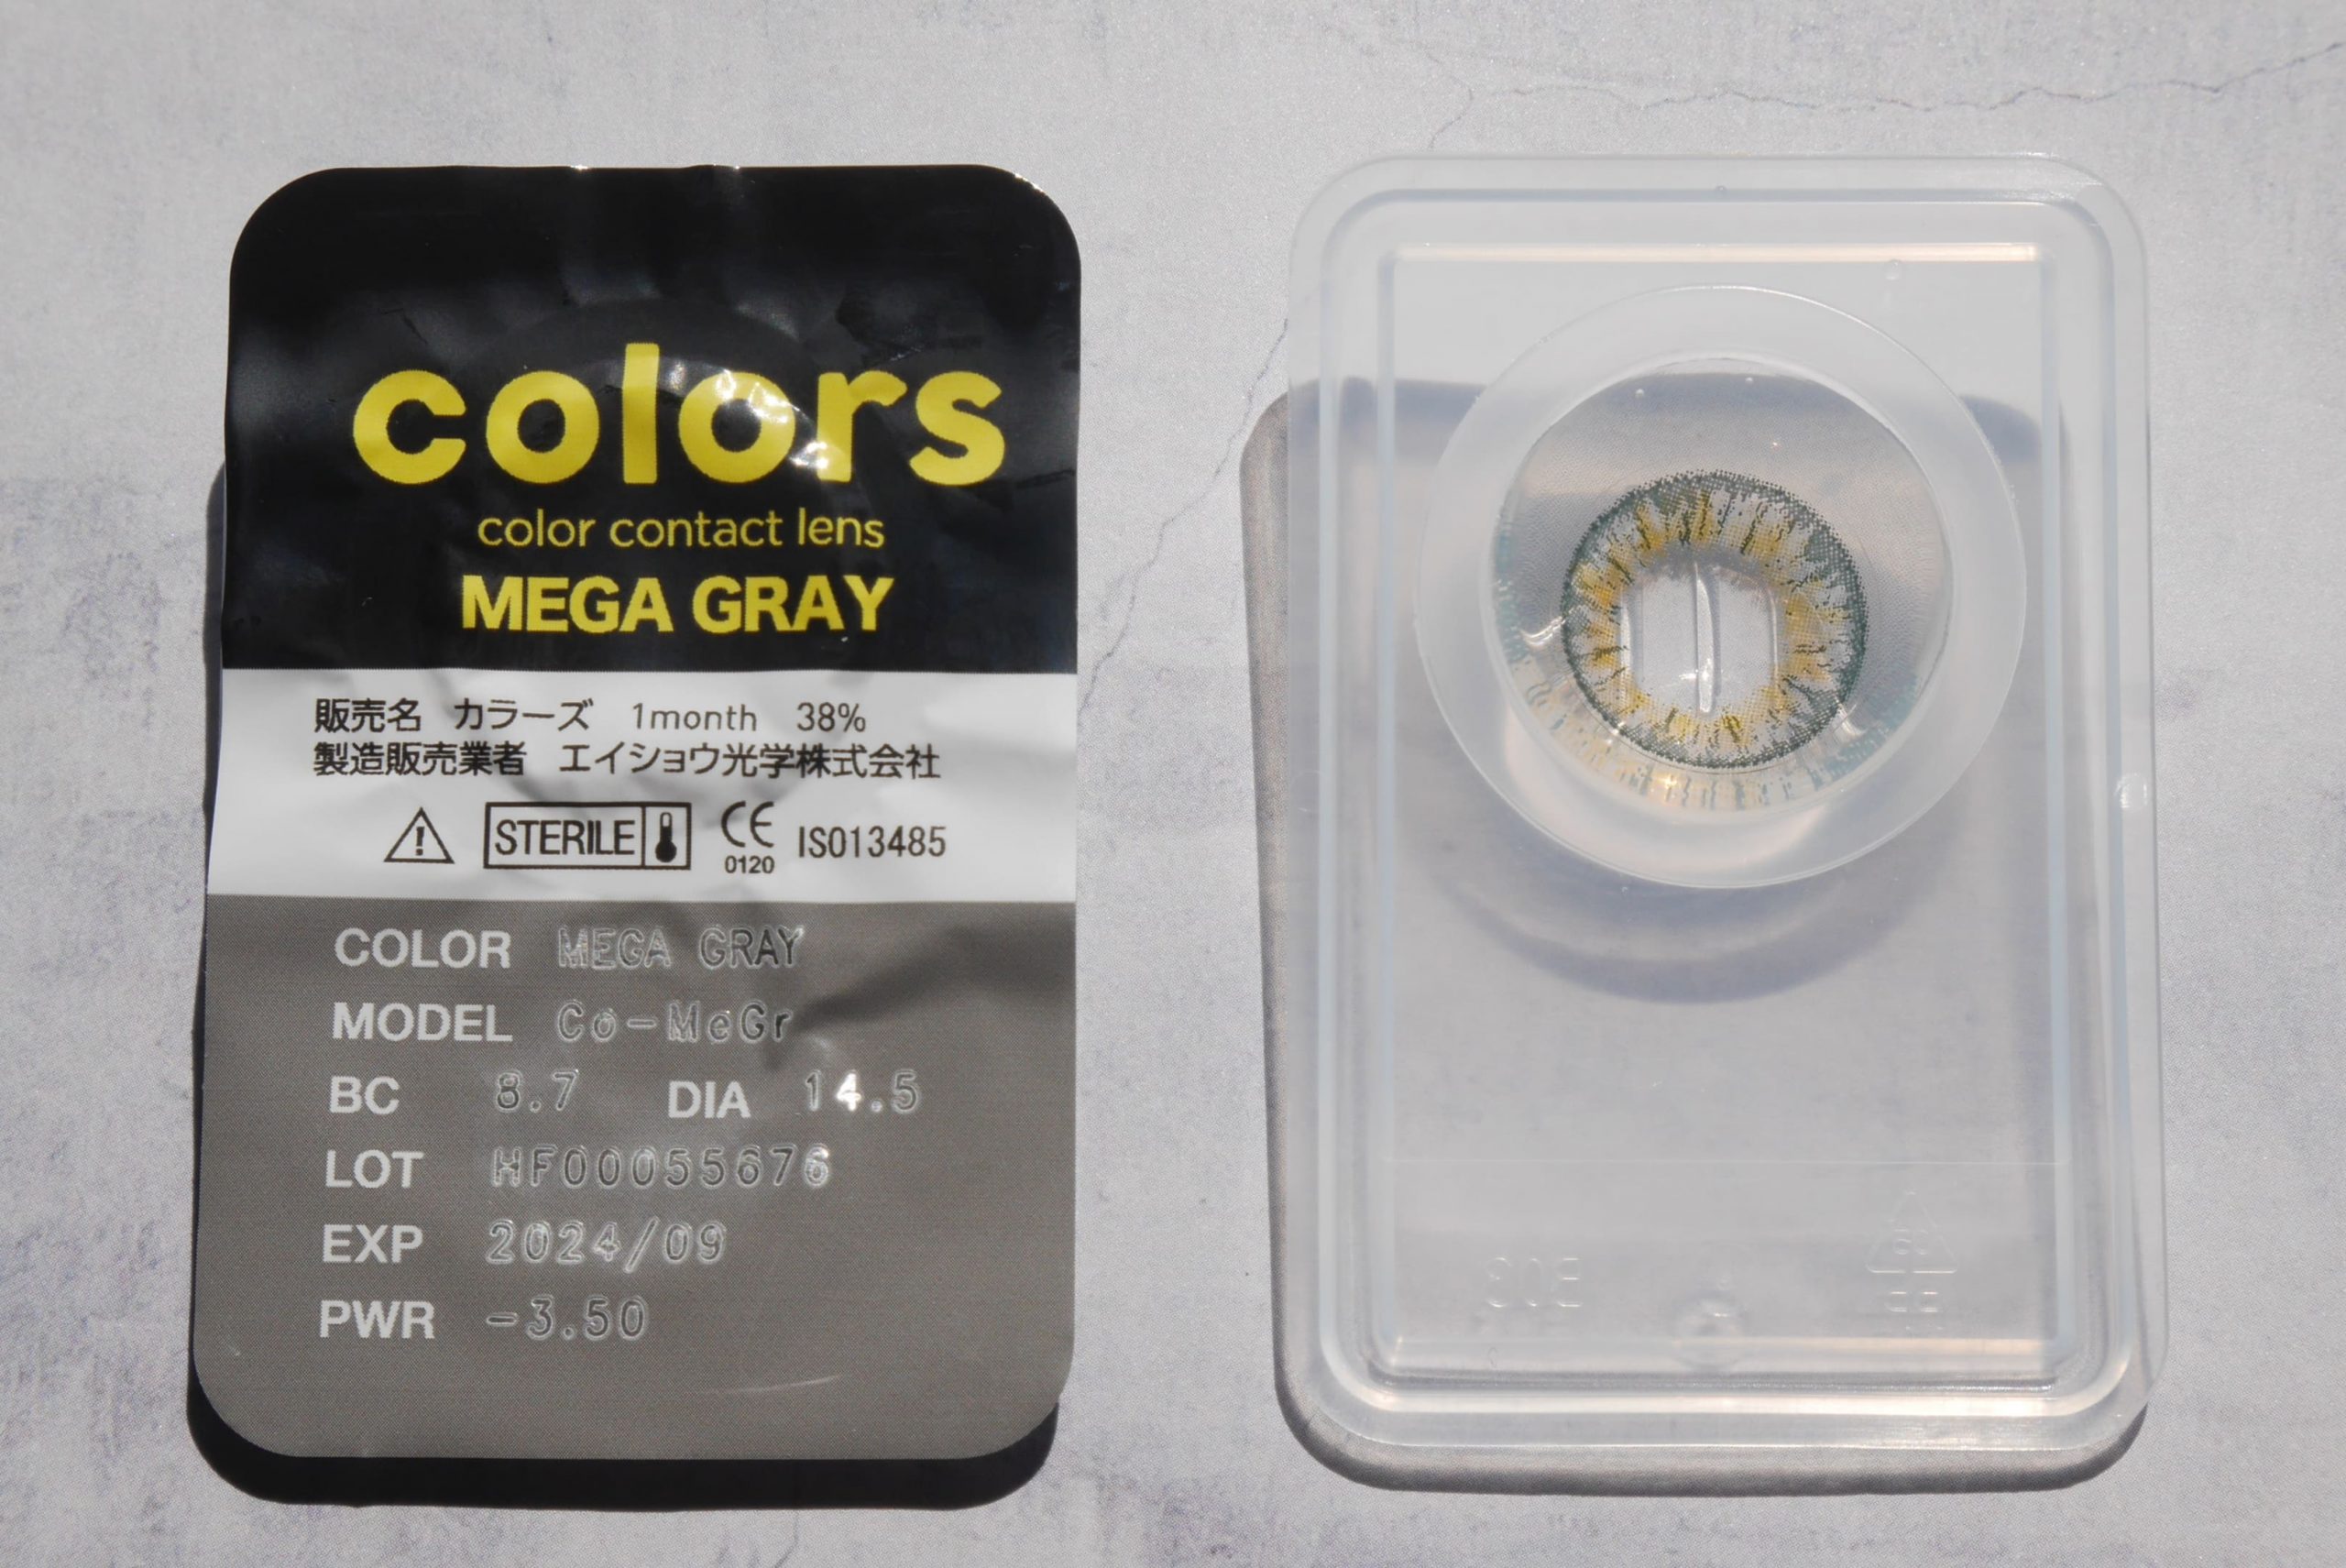 colors
color contact lens
MEGA GRAY
販売名 カラーズ 1month 38%
製造販売業者 エイショウ光学株式会社
STERILE CE 0120 ISO13485
COLOR MEGA GRAY
MODEL Co-MeGr
BC 8.7 DIA 14.5
LOT HF00055676
EXP 2024/09
PWR -3.50